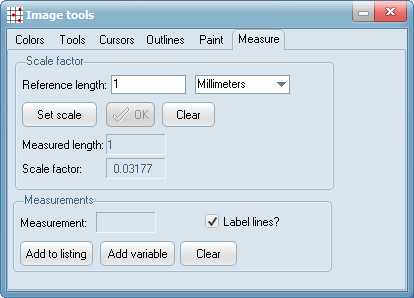 Image tools
Colors Tools Cursors Outlines Paint Measure
Scale factor
Reference length: 1 Millimeters
Set scale OK Clear
Measured length: 1
Scale factor: 0.03177
Measurements
Measurement: Label lines?
Add to listing Add variable Clear